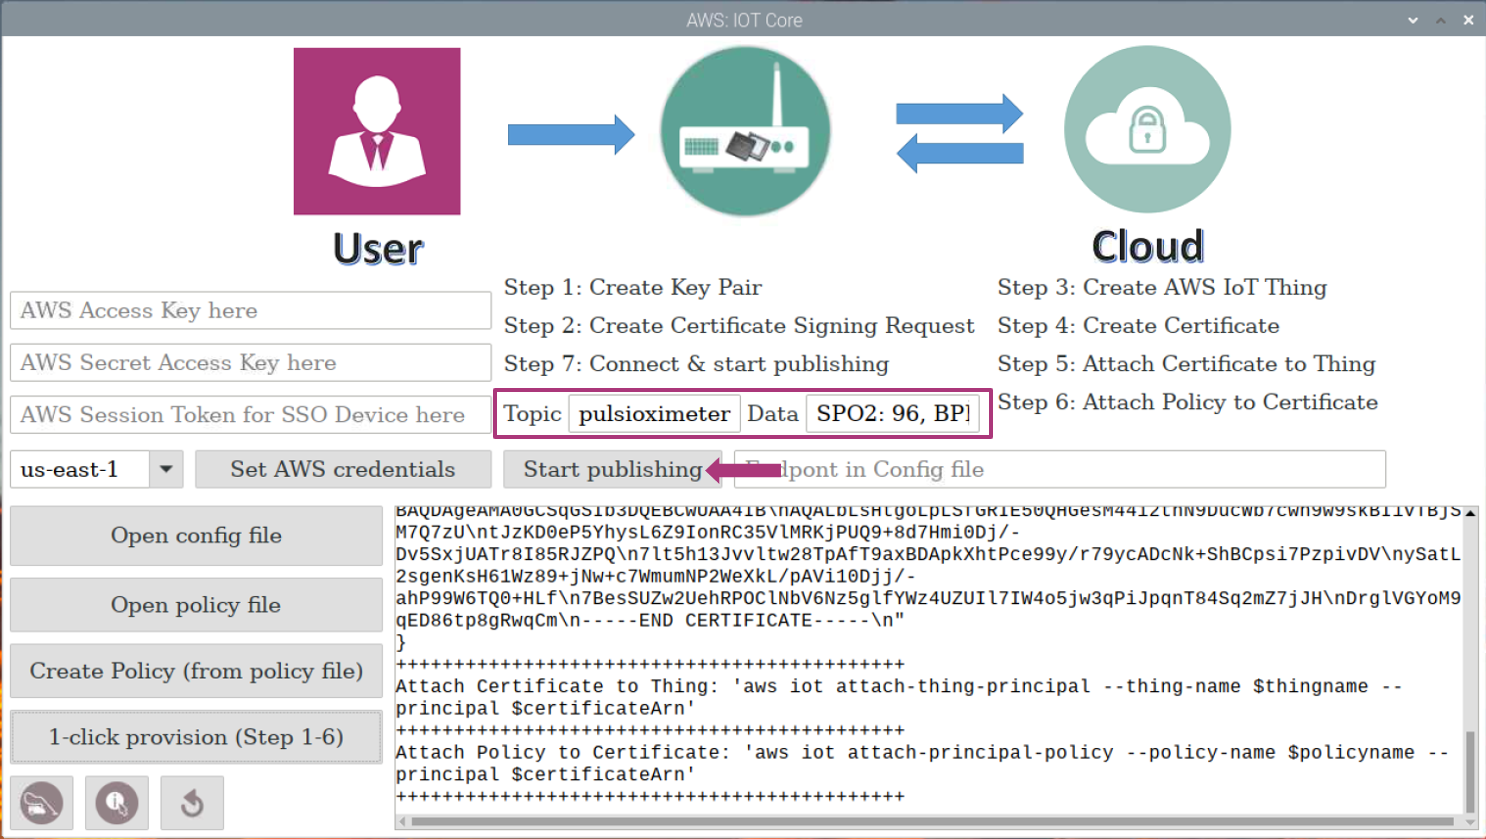 AWS: IOT Core
User
Cloud
Step 1: Create Key Pair
Step 2: Create Certificate Signing Request
Step 7: Connect & start publishing
Step 3: Create AWS IoT Thing
Step 4: Create Certificate
Step 5: Attach Certificate to Thing
Step 6: Attach Policy to Certificate
AWS Access Key here
AWS Secret Access Key here
AWS Session Token for SSO Device here
Topic pulsioximeter Data SPO2: 96, BP
us-east-1 Set AWS credentials Start publishing Endpont in Config file
Open config file
Open policy file
Create Policy (from policy file)
1-click provision (Step 1-6)
M7Q7zU\ntJzKD0eP5YhysL6Z9IonRC35VlMRKjPUQ9+8d7Hmi0Dj/-
Dv5SxjUATr8I85RJZPQ\n7lt5h13Jvvltw28TpAfT9axBDApkXhtPce99y/r79ycADcNk+ShBCpsi7PzpivDV\nySatL
2sgenKsH61Wz89+jNw+c7WmumNP2WeXkL/pAVi10Djj/-
ahP99W6TQ0+HLf\n7BesSUZw2UehRPOClNbV6Nz5glfYWz4UZUIl7IW4o5jw3qPiJpqnT84Sq2mZ7jJH\nDrglVGYoM9
qED86tp8gRwqCm\n-----END CERTIFICATE-----\n"
}
++++++++++++++++++++++++++++++++++++++++++++
Attach Certificate to Thing: 'aws iot attach-thing-principal --thing-name $thingname --
principal $certificateArn'
++++++++++++++++++++++++++++++++++++++++++++
Attach Policy to Certificate: 'aws iot attach-principal-policy --policy-name $policyname --
principal $certificateArn'
++++++++++++++++++++++++++++++++++++++++++++